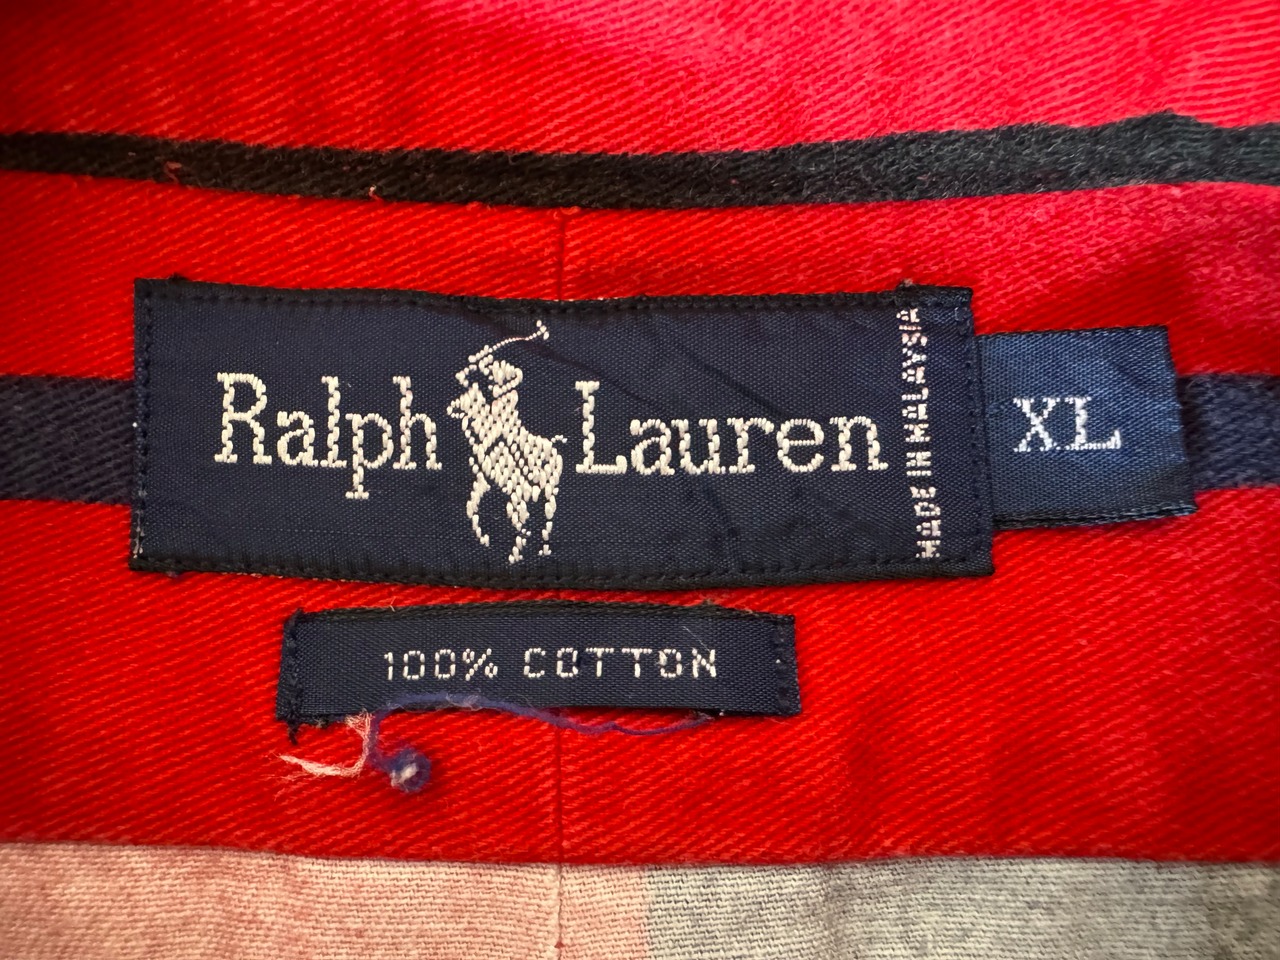 Ralph Lauren
MADE IN MALAYSIA
XL
100% COTTON